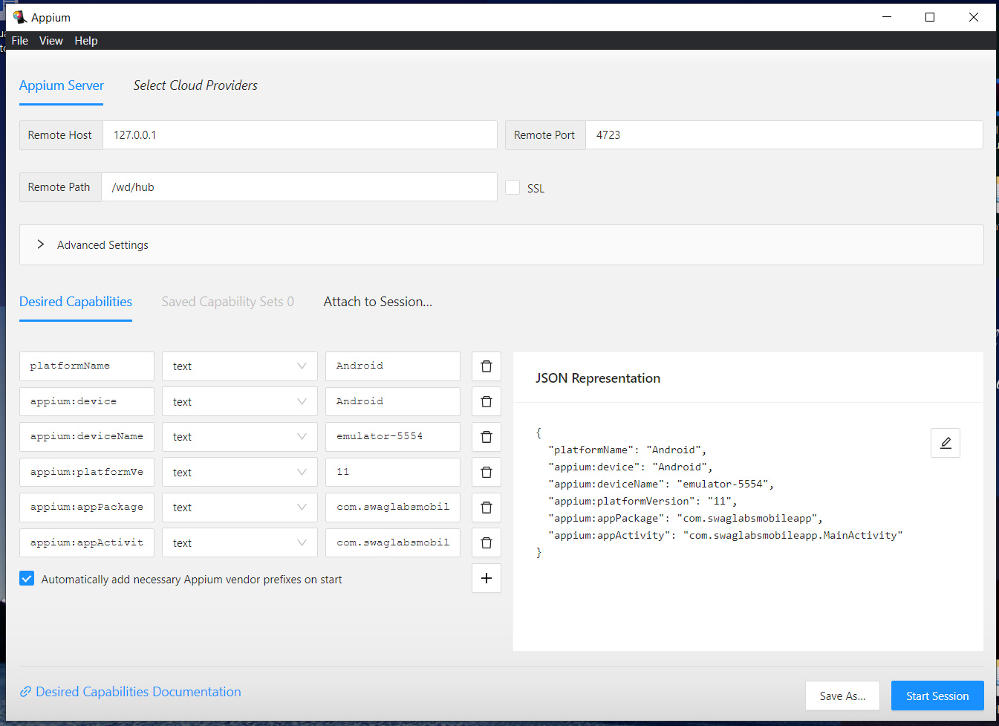 Appium
File View Help
Appium Server Select Cloud Providers
Remote Host 127.0.0.1 Remote Port 4723
Remote Path /wd/hub SSL
Advanced Settings
Desired Capabilities Saved Capability Sets 0 Attach to Session...
platformName text Android
appium:device text Android
appium:deviceName text emulator-5554
appium:platformVe text 11
appium:appPackage text com.swaglabsmobil
appium:appActivit text com.swaglabsmobil
Automatically add necessary Appium vendor prefixes on start
JSON Representation
{
"platformName": "Android",
"appium:device": "Android",
"appium:deviceName": "emulator-5554",
"appium:platformVersion": "11",
"appium:appPackage": "com.swaglabsmobileapp",
"appium:appActivity": "com.swaglabsmobileapp.MainActivity"
}
Desired Capabilities Documentation
Save As... Start Session